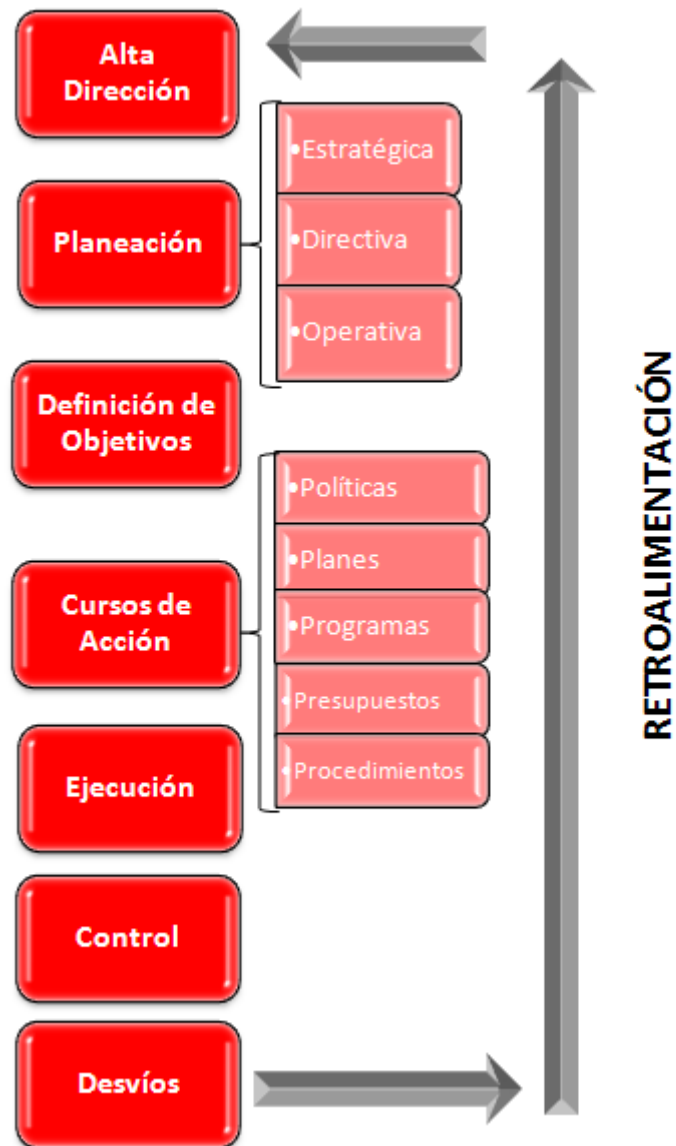 Alta
Dirección
Planeación
•Estratégica
•Directiva
•Operativa
Definición de
Objetivos
Cursos de
Acción
•Políticas
•Planes
•Programas
•Presupuestos
•Procedimientos
Ejecución
Control
Desvíos
RETROALIMENTACIÓN